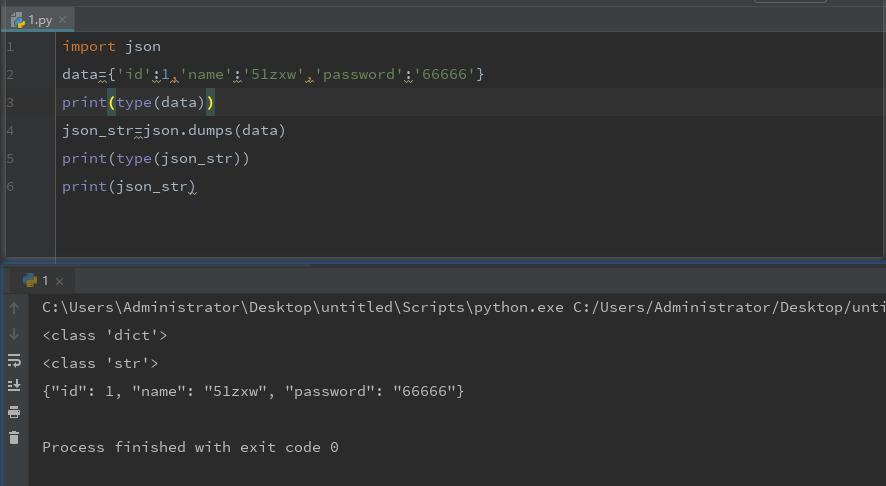 1.py
1 import json
2 data={'id':1,'name':'51zxw','password':'66666'}
3 print(type(data))
4 json_str=json.dumps(data)
5 print(type(json_str))
6 print(json_str)
1
C:\Users\Administrator\Desktop\untitled\Scripts\python.exe C:/Users/Administrator/Desktop/unti
<class 'dict'>
<class 'str'>
{"id": 1, "name": "51zxw", "password": "66666"}
Process finished with exit code 0